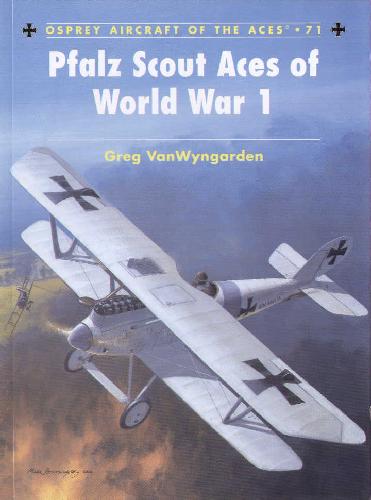 OSPREY AIRCRAFT OF THE ACES® • 71
Pfalz Scout Aces of
World War 1
Greg VanWyngarden